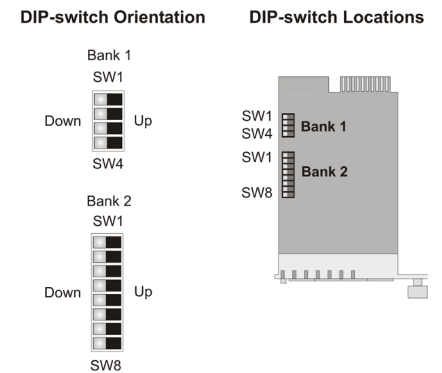 DIP-switch Orientation
Bank 1
SW1
Down
Up
SW4
Bank 2
SW1
Down
Up
SW8
DIP-switch Locations
SW1
SW4
Bank 1
SW1
Bank 2
SW8